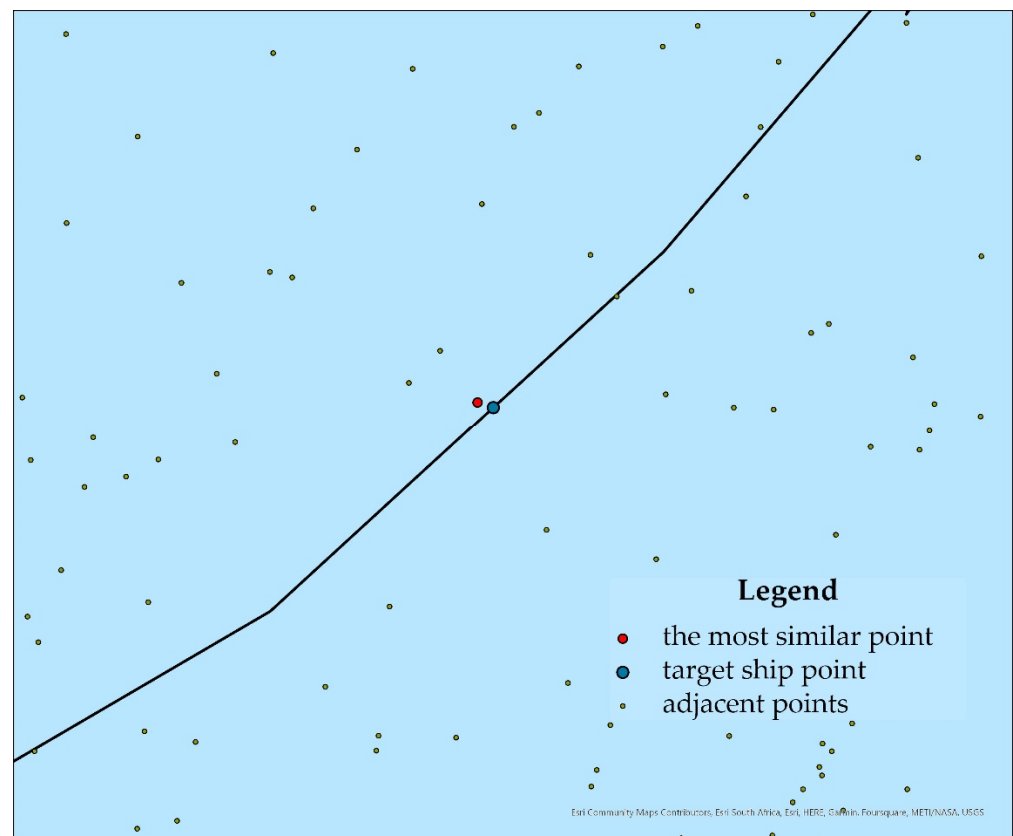 Legend
the most similar point
target ship point
adjacent points
Esri Community Maps Contributors, Esri South Africa, Esri, HERE, Garmin, Foursquare, METI/NASA, USGS